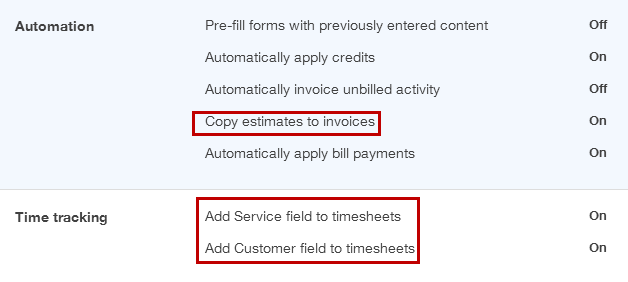 Automation Pre-fill forms with previously entered content Off
Automatically apply credits On
Automatically invoice unbilled activity Off
Copy estimates to invoices On
Automatically apply bill payments On
Time tracking Add Service field to timesheets On
Add Customer field to timesheets On